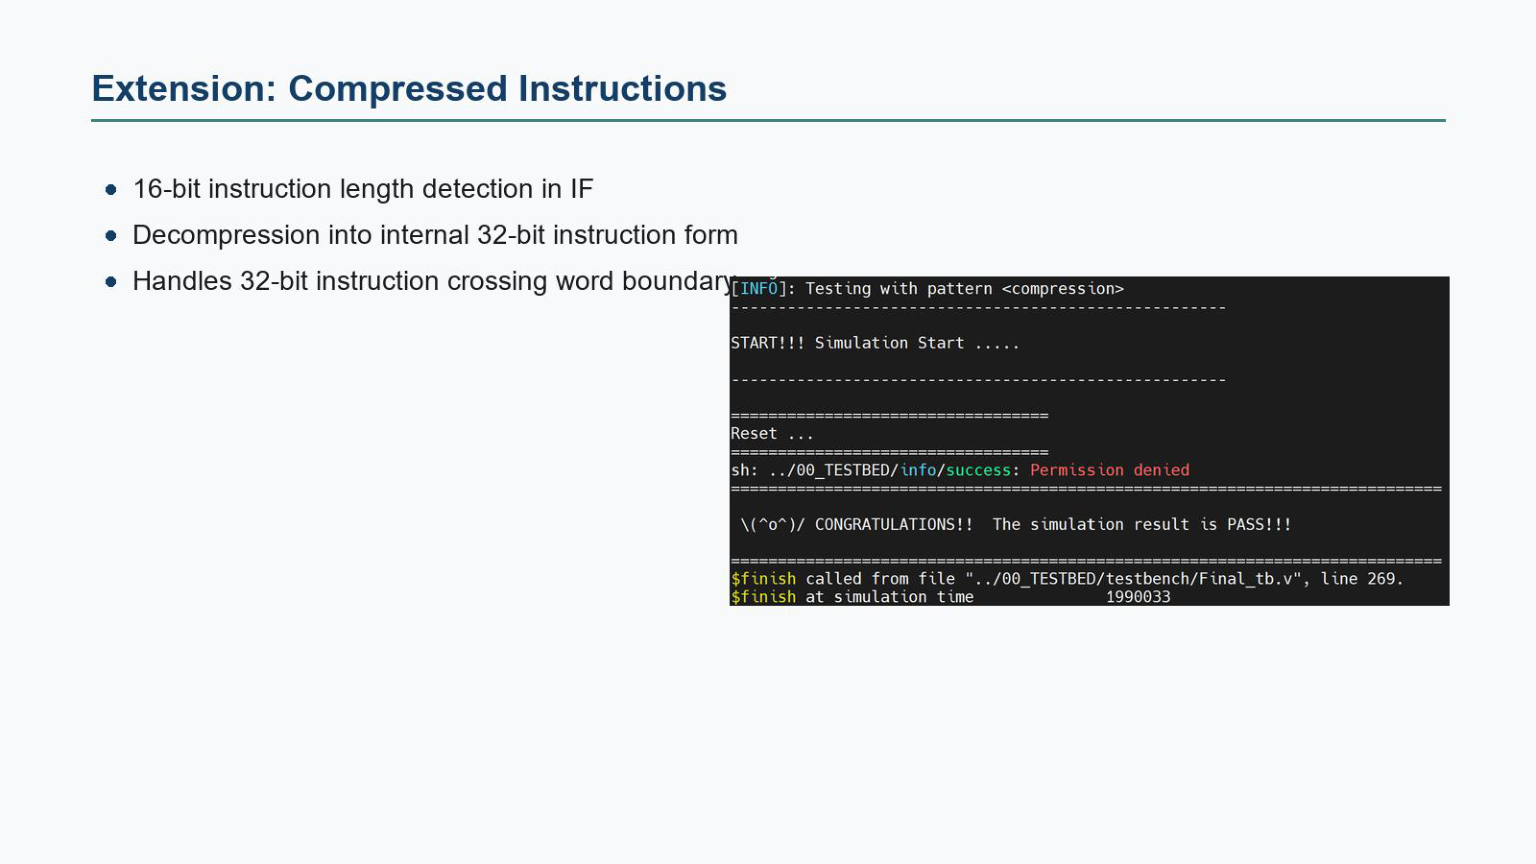 Extension: Compressed Instructions
16-bit instruction length detection in IF
Decompression into internal 32-bit instruction form
Handles 32-bit instruction crossing word boundary
[INFO]: Testing with pattern <compression>
-----------------------------------------------------
START!!! Simulation Start .....
-----------------------------------------------------
==================================
Reset ...
==================================
sh: ../00_TESTBED/info/success: Permission denied
============================================================================
\(^o^)/ CONGRATULATIONS!!  The simulation result is PASS!!!
============================================================================
$finish called from file "../00_TESTBED/testbench/Final_tb.v", line 269.
$finish at simulation time              1990033